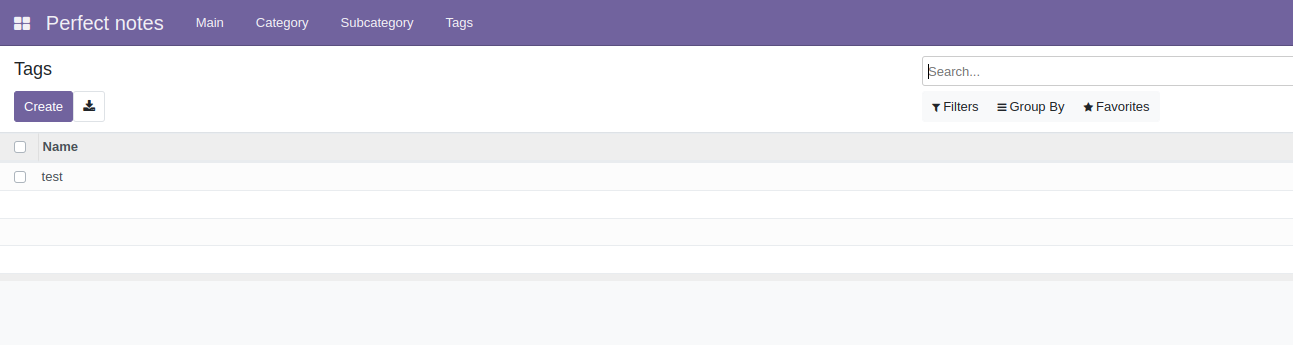 Perfect notes Main Category Subcategory Tags
Tags
Search...
Create
Filters Group By Favorites
Name
test